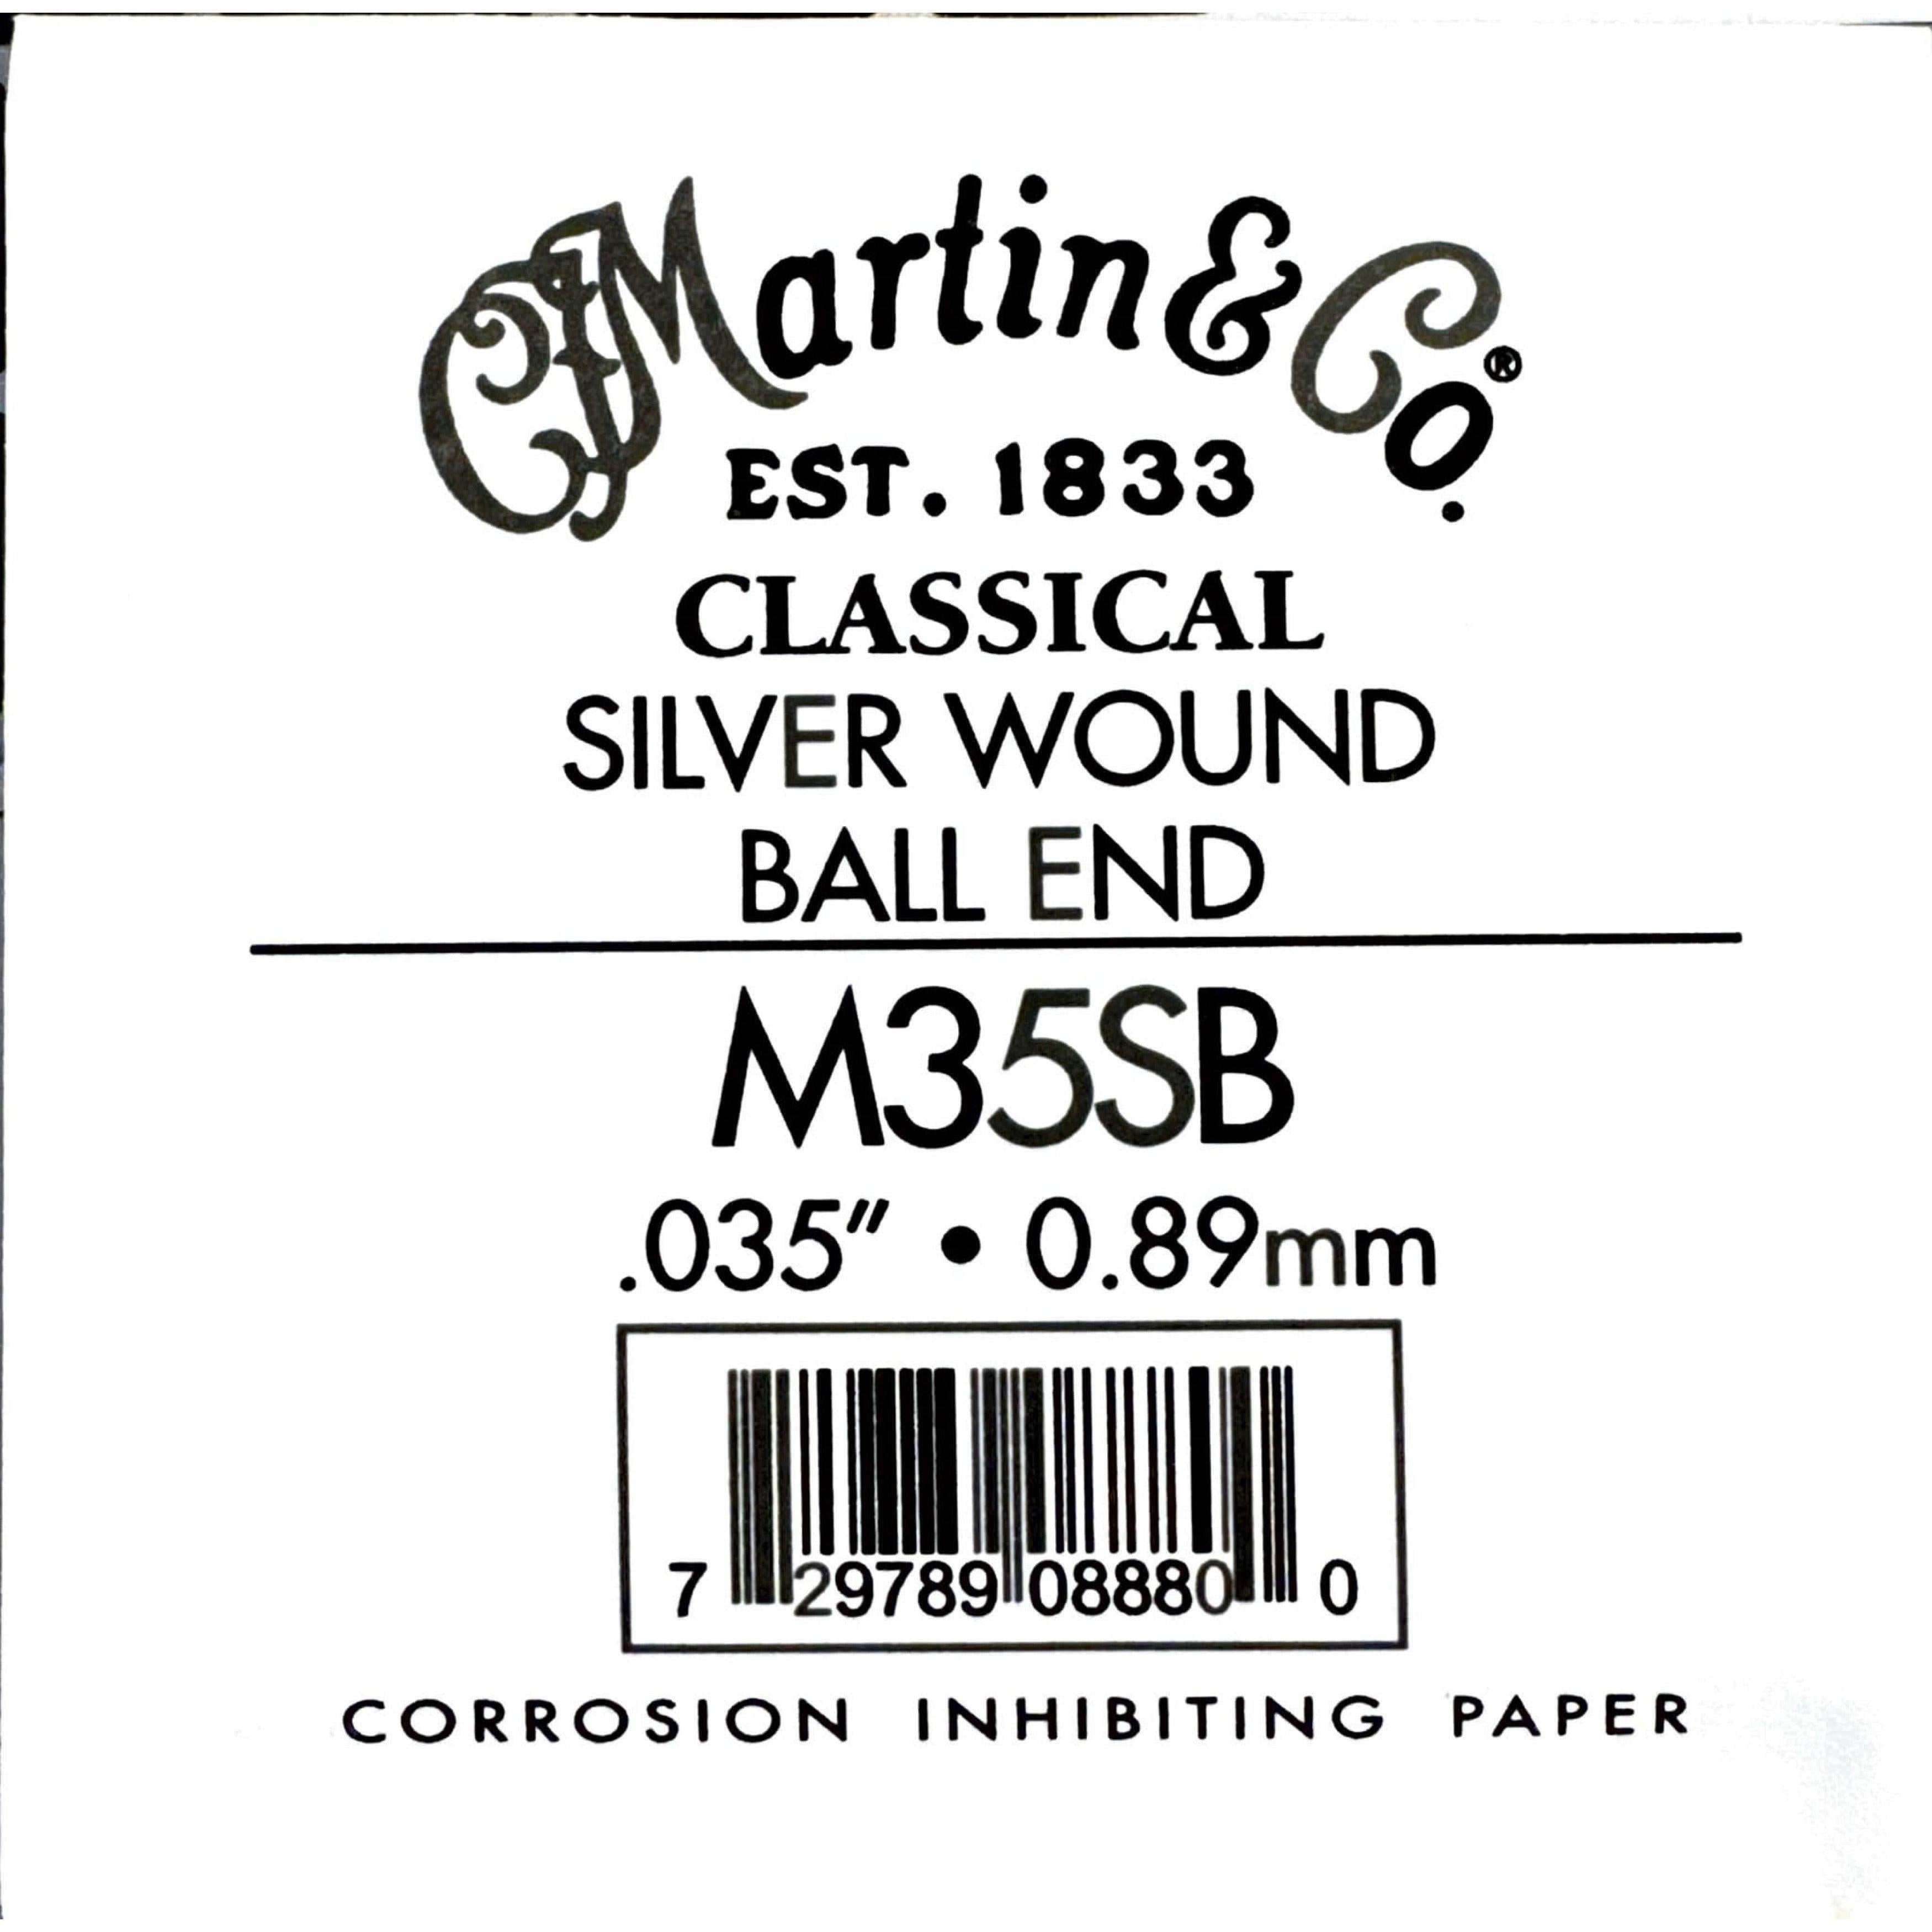 CFMartin & Co.®
EST. 1833
CLASSICAL
SILVER WOUND
BALL END
M35SB
.035" • 0.89mm
7 29789 08880 0
CORROSION INHIBITING PAPER